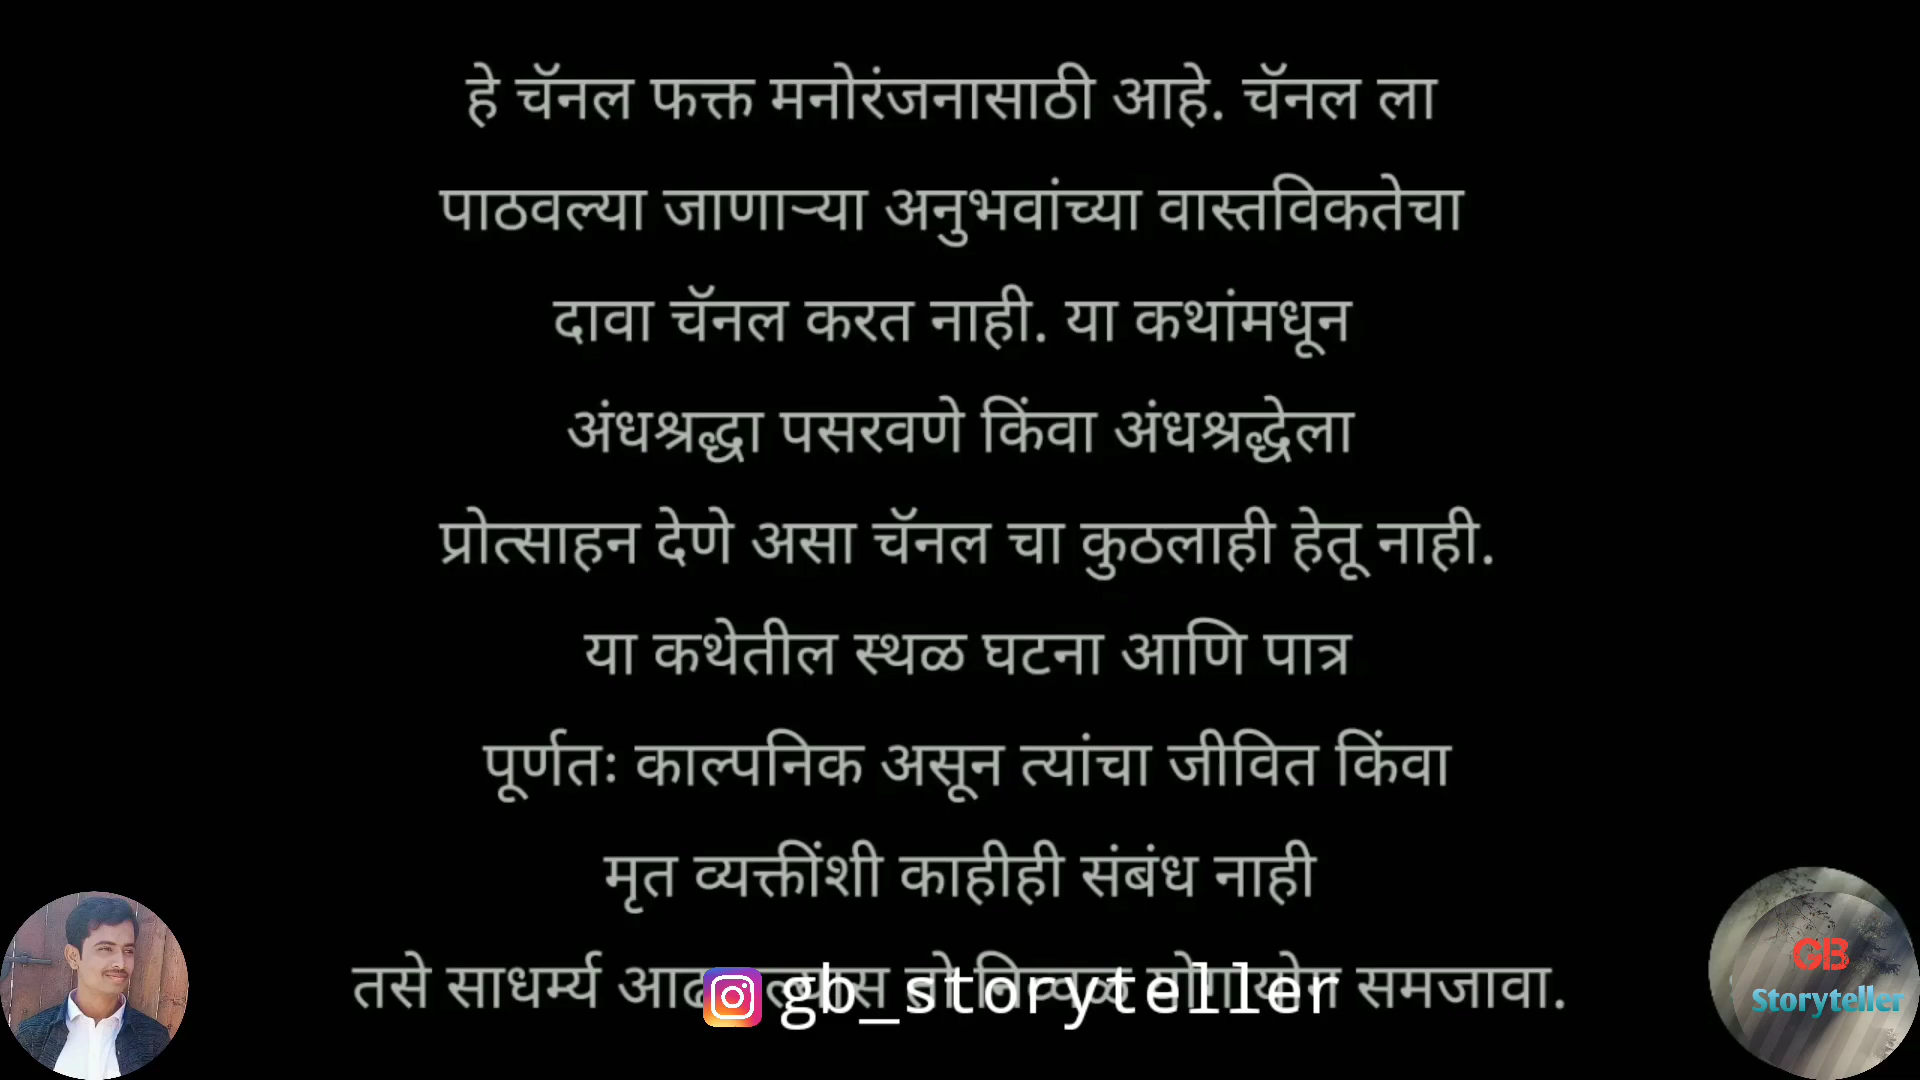 हे चॅनल फक्त मनोरंजनासाठी आहे. चॅनल ला
पाठवल्या जाणाऱ्या अनुभवांच्या वास्तविकतेचा
दावा चॅनल करत नाही. या कथांमधून
अंधश्रद्धा पसरवणे किंवा अंधश्रद्धेला
प्रोत्साहन देणे असा चॅनल चा कुठलाही हेतू नाही.
या कथेतील स्थळ घटना आणि पात्र
पूर्णतः काल्पनिक असून त्यांचा जीवित किंवा
मृत व्यक्तींशी काहीही संबंध नाही
तसे साधर्म्य समजावा.
gb_storyteller
GB
Storyteller